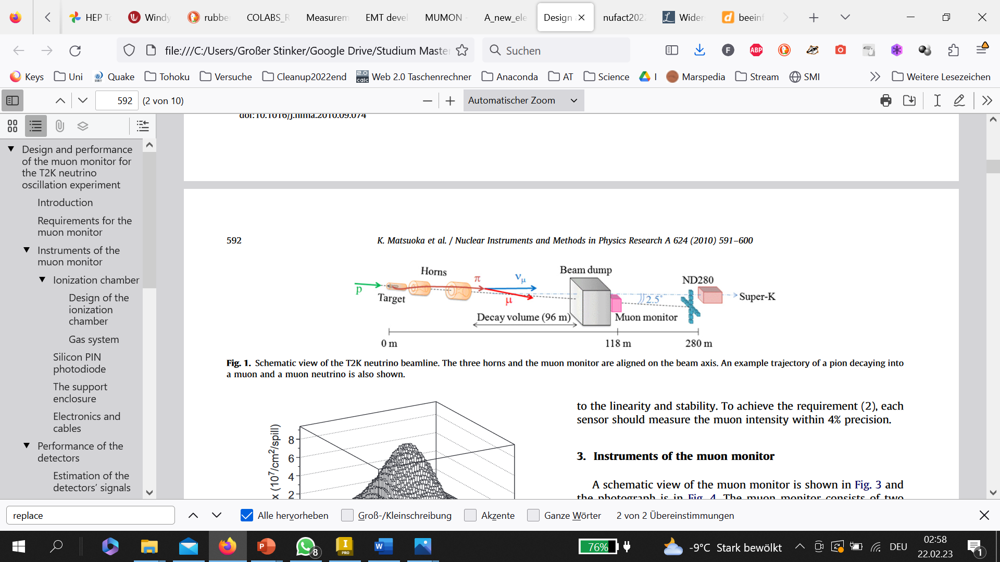 HEP T
Windy
rubbe
COLABS_R
Measurem
EMT devel
MUMON -
A_new_ele
Design
nufact202
Wider
beeinf
file:///C:/Users/Großer Stinker/Google Drive/Studium Master
Suchen
Keys
Uni
Quake
Tohoku
Versuche
Cleanup2022end
Web 2.0 Taschenrechner
Anaconda
AT
Science
I
Marspedia
Stream
SMI
Weitere Lesezeichen
592
(2 von 10)
Automatischer Zoom
Design and performance
of the muon monitor for
the T2K neutrino
oscillation experiment
Introduction
Requirements for the
muon monitor
Instruments of the
muon monitor
Ionization chamber
Design of the
ionization
chamber
Gas system
Silicon PIN
photodiode
The support
enclosure
Electronics and
cables
Performance of the
detectors
Estimation of the
detectors' signals
doi:10.1016/j.nima.2010.09.074
592
K. Matsuoka et al. / Nuclear Instruments and Methods in Physics Research A 624 (2010) 591–600
p
Target
Horns
π
νμ
μ
Decay volume (96 m)
Beam dump
Muon monitor
2.5°
ND280
Super-K
0 m
118 m
280 m
Fig. 1. Schematic view of the T2K neutrino beamline. The three horns and the muon monitor are aligned on the beam axis. An example trajectory of a pion decaying into
a muon and a muon neutrino is also shown.
x (10⁷/cm²/spill)
8
6
4
2
to the linearity and stability. To achieve the requirement (2), each
sensor should measure the muon intensity within 4% precision.
3. Instruments of the muon monitor
A schematic view of the muon monitor is shown in Fig. 3 and
the photograph is in Fig. 4. The muon monitor consists of two
replace
Alle hervorheben
Groß-/Kleinschreibung
Akzente
Ganze Wörter
2 von 2 Übereinstimmungen
8
I
PRO
76%
-9°C Stark bewölkt
DEU
02:58
22.02.23
1